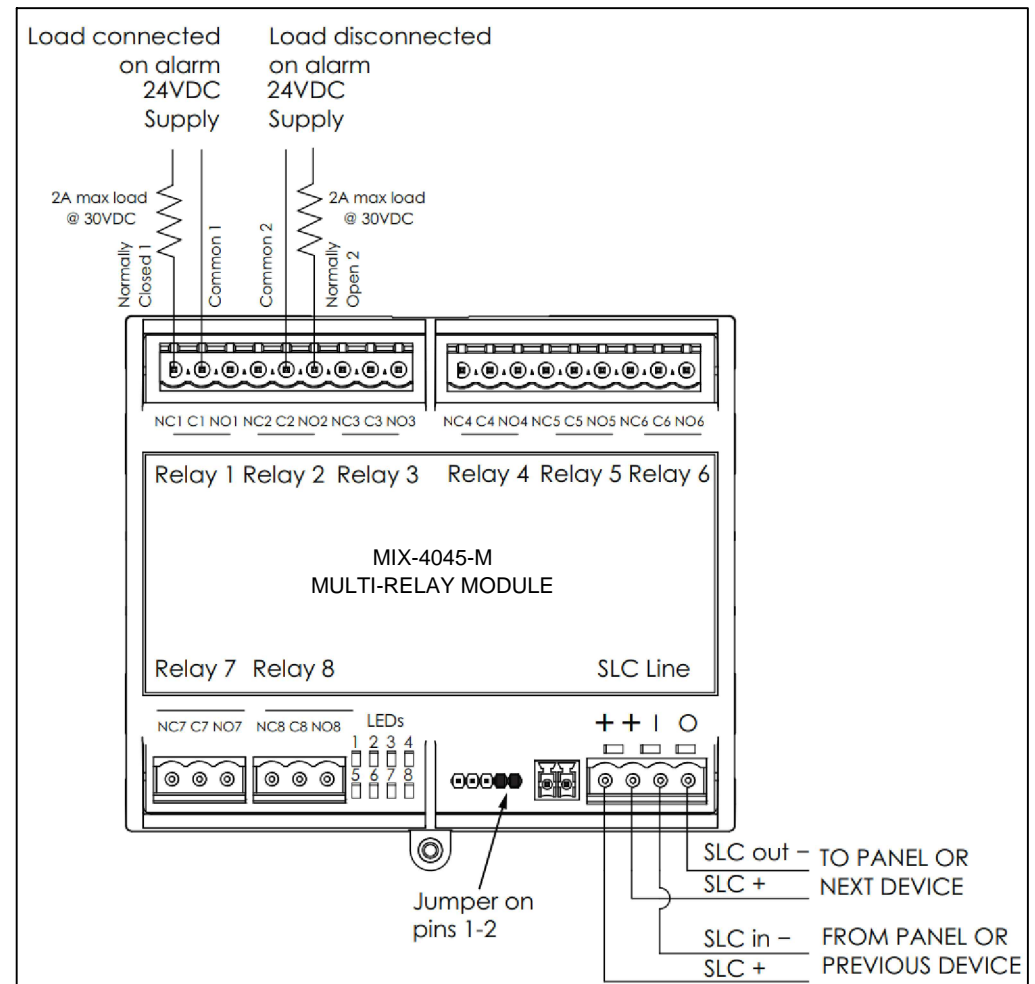 Load connected
on alarm
24VDC
Supply
Load disconnected
on alarm
24VDC
Supply
2A max load
@ 30VDC
2A max load
@ 30VDC
Normally
Closed 1
Common 1
Common 2
Normally
Open 2
NC1 C1 NO1 NC2 C2 NO2 NC3 C3 NO3
NC4 C4 NO4 NC5 C5 NO5 NC6 C6 NO6
Relay 1 Relay 2 Relay 3
Relay 4 Relay 5 Relay 6
MIX-4045-M
MULTI-RELAY MODULE
Relay 7 Relay 8
SLC Line
NC7 C7 NO7
NC8 C8 NO8
LEDs
1 2 3 4
5 6 7 8
+ + I O
Jumper on
pins 1-2
SLC out –
SLC +
TO PANEL OR
NEXT DEVICE
SLC in –
SLC +
FROM PANEL OR
PREVIOUS DEVICE